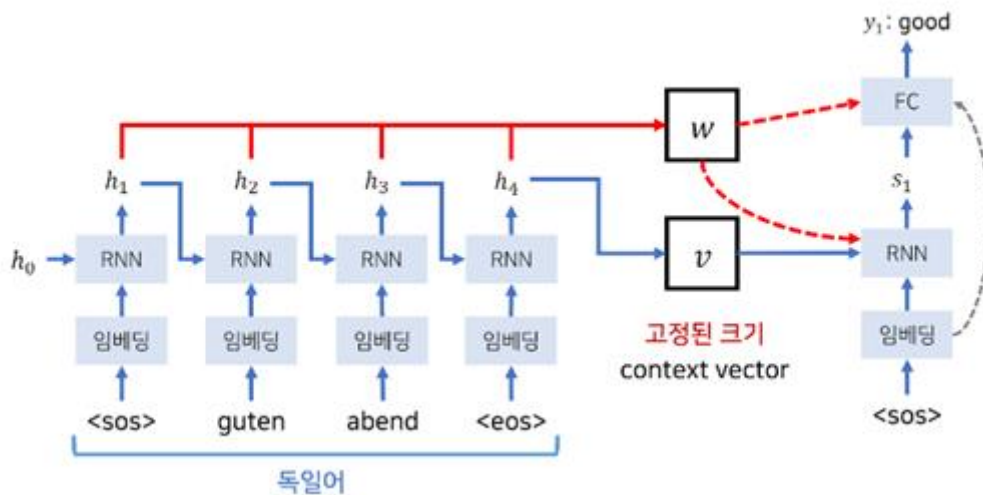 y₁: good
FC
w
h₁ h₂ h₃ h₄ s₁
h₀ RNN RNN RNN RNN v RNN
임베딩 임베딩 임베딩 임베딩 고정된 크기 임베딩
context vector
<sos> guten abend <eos> <sos>
독일어